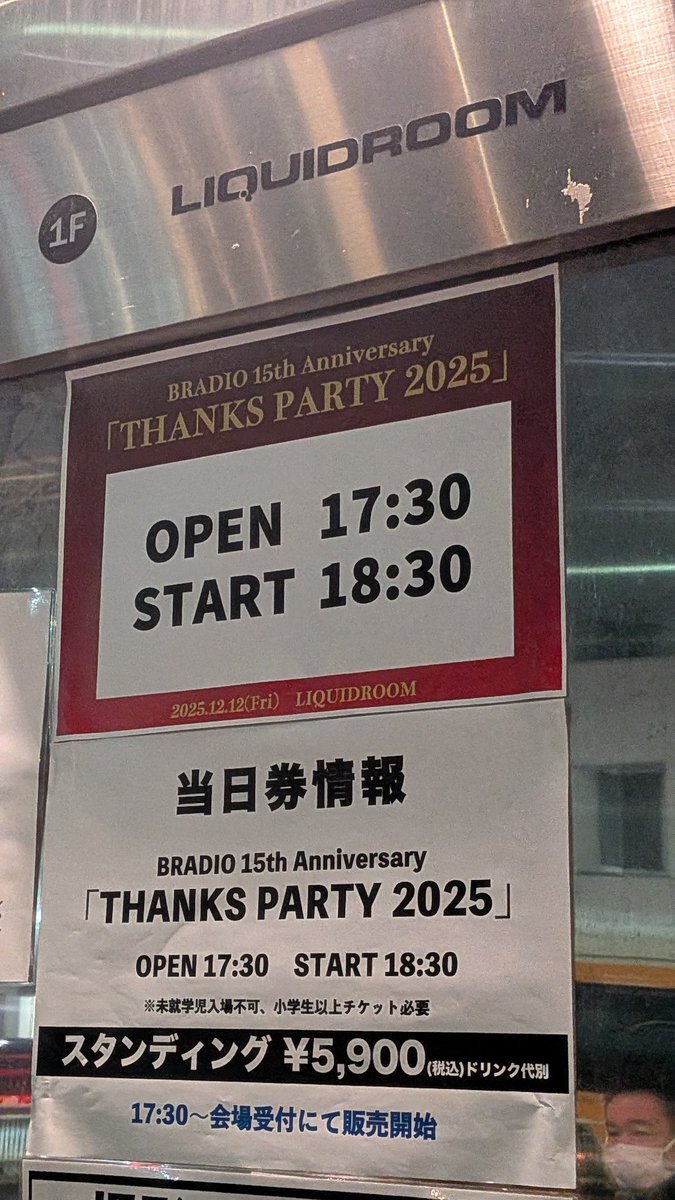 1F LIQUIDROOM
BRADIO 15th Anniversary
「THANKS PARTY 2025」
OPEN 17:30
START 18:30
2025.12.12(Fri) LIQUIDROOM
当日券情報
BRADIO 15th Anniversary
「THANKS PARTY 2025」
OPEN 17:30 START 18:30
※未就学児入場不可、小学生以上チケット必要
スタンディング ¥5,900(税込)ドリンク代別
17:30～会場受付にて販売開始